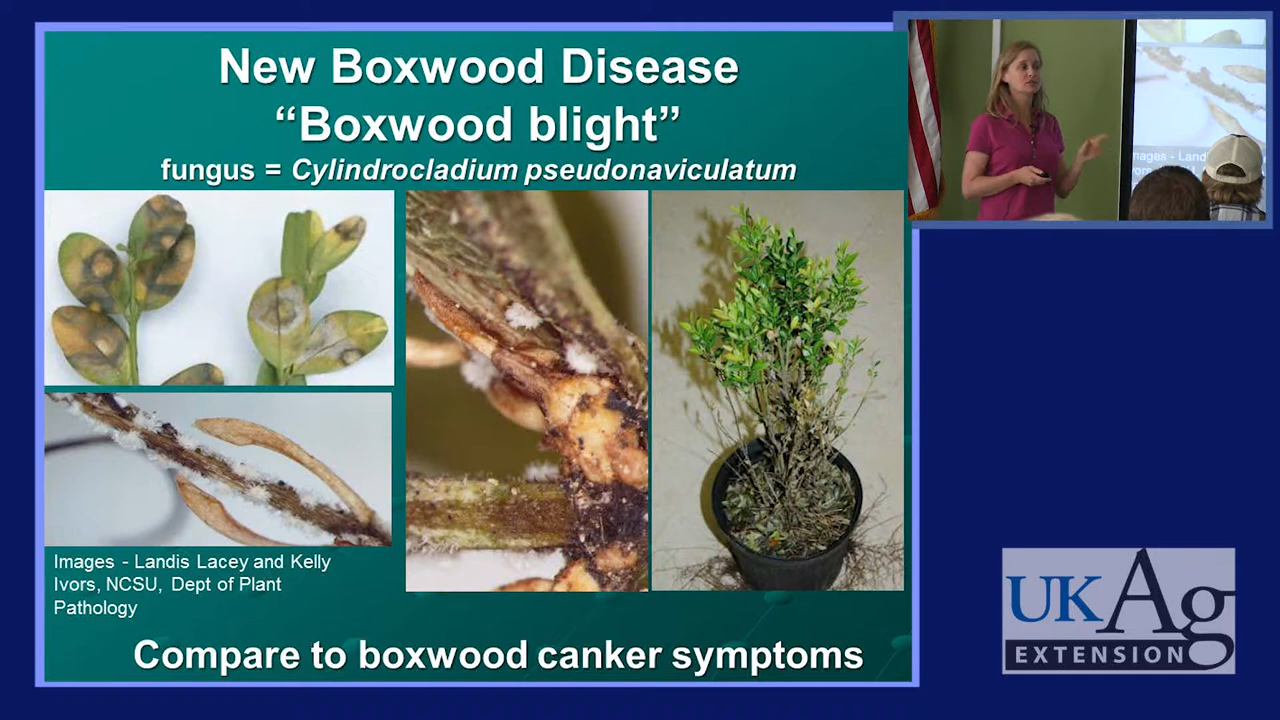 New Boxwood Disease
“Boxwood blight”
fungus = Cylindrocladium pseudonaviculatum
Images - Landis Lacey and Kelly
Ivors, NCSU, Dept of Plant
Pathology
Compare to boxwood canker symptoms
UKAg
EXTENSION